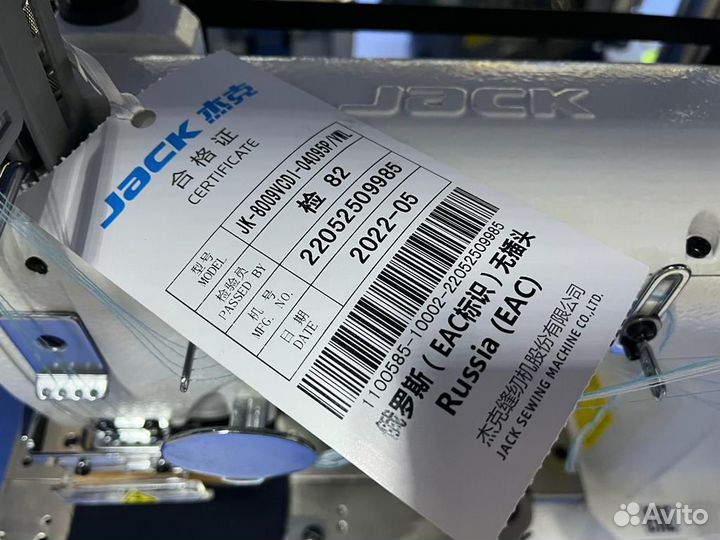 JACK
JACK 杰克
合格证
CERTIFICATE
型号 MODEL JK-8009VCDI-04095P/VWL
检验员 PASSED BY 检 82
机号 MFG. NO. 22052509985
日期 DATE 2022-05
1100585-10002-22052509985
俄罗斯(EAC标识)无插头
Russia (EAC)
杰克缝纫机股份有限公司
JACK SEWING MACHINE CO.,LTD.
Avito